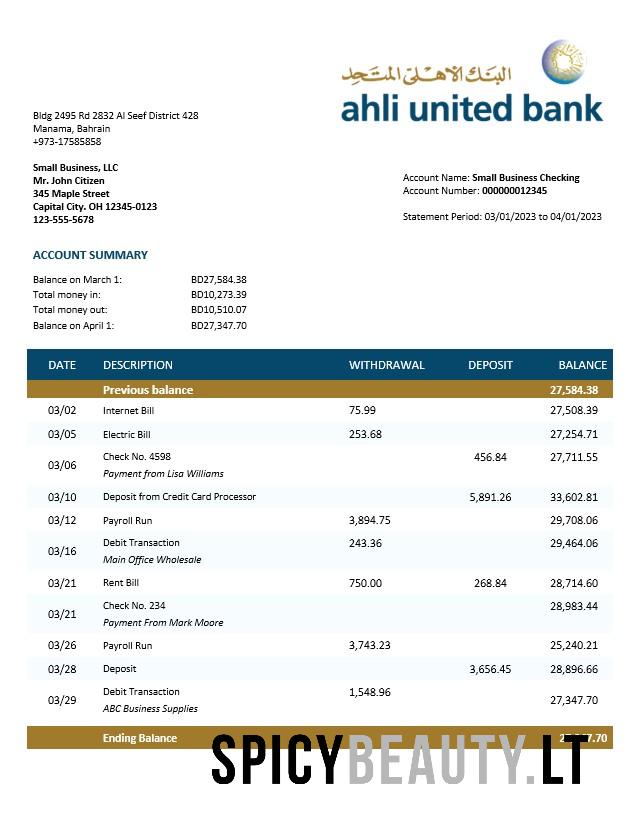 البنك الأهلي المتحد
ahli united bank
Bldg 2495 Rd 2832 Al Seef District 428
Manama, Bahrain
+973-17585858
Small Business, LLC
Mr. John Citizen
345 Maple Street
Capital City. OH 12345-0123
123-555-5678
Account Name: Small Business Checking
Account Number: 000000012345
Statement Period: 03/01/2023 to 04/01/2023
ACCOUNT SUMMARY
Balance on March 1: BD27,584.38
Total money in: BD10,273.39
Total money out: BD10,510.07
Balance on April 1: BD27,347.70
DATE DESCRIPTION WITHDRAWAL DEPOSIT BALANCE
Previous balance 27,584.38
03/02 Internet Bill 75.99 27,508.39
03/05 Electric Bill 253.68 27,254.71
03/06 Check No. 4598 456.84 27,711.55
Payment from Lisa Williams
03/10 Deposit from Credit Card Processor 5,891.26 33,602.81
03/12 Payroll Run 3,894.75 29,708.06
03/16 Debit Transaction 243.36 29,464.06
Main Office Wholesale
03/21 Rent Bill 750.00 268.84 28,714.60
03/21 Check No. 234 28,983.44
Payment From Mark Moore
03/26 Payroll Run 3,743.23 25,240.21
03/28 Deposit 3,656.45 28,896.66
03/29 Debit Transaction 1,548.96 27,347.70
ABC Business Supplies
Ending Balance
SPICYBEAUTY.LT